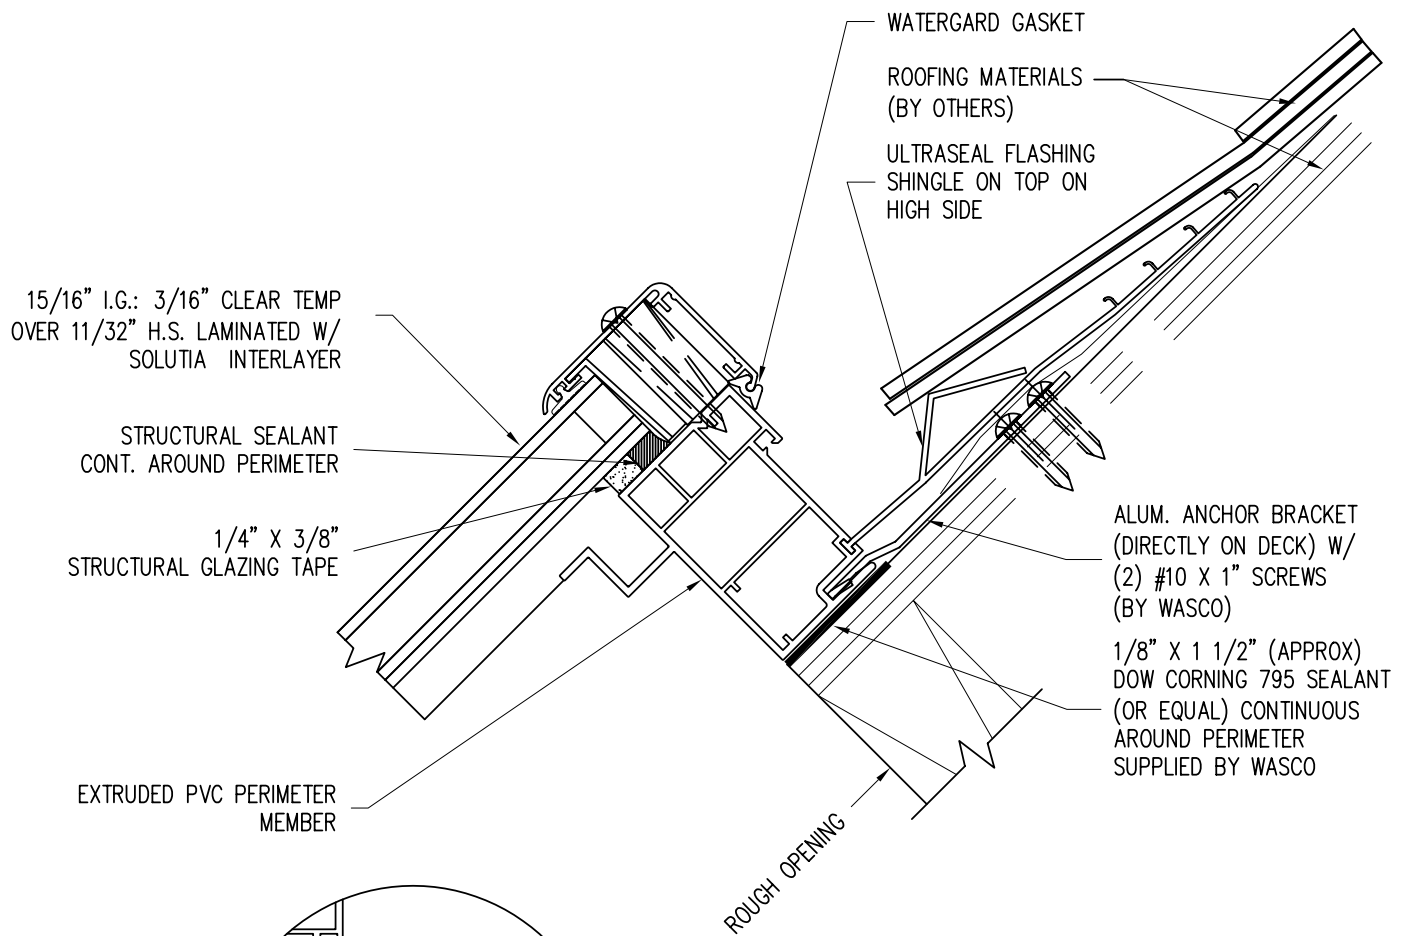 WATERGARD GASKET
ROOFING MATERIALS
(BY OTHERS)
ULTRASEAL FLASHING
SHINGLE ON TOP ON
HIGH SIDE
15/16” I.G.: 3/16” CLEAR TEMP
OVER 11/32” H.S. LAMINATED W/
SOLUTIA INTERLAYER
STRUCTURAL SEALANT
CONT. AROUND PERIMETER
1/4” X 3/8”
STRUCTURAL GLAZING TAPE
EXTRUDED PVC PERIMETER
MEMBER
ALUM. ANCHOR BRACKET
(DIRECTLY ON DECK) W/
(2) #10 X 1” SCREWS
(BY WASCO)
1/8” X 1 1/2” (APPROX)
DOW CORNING 795 SEALANT
(OR EQUAL) CONTINUOUS
AROUND PERIMETER
SUPPLIED BY WASCO
ROUGH OPENING